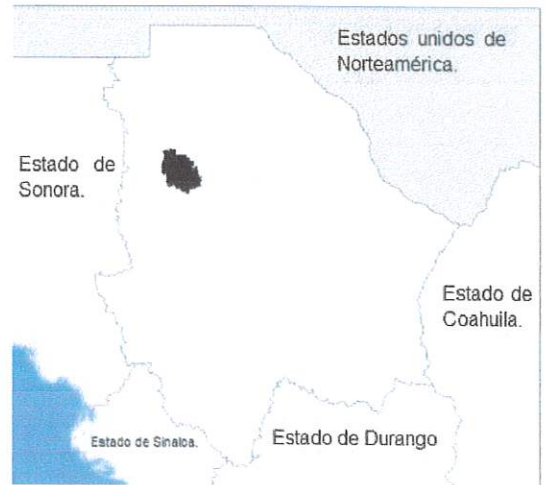 Estados unidos de
Norteamérica.
Estado de
Sonora.
Estado de
Coahuila.
Estado de Sinaloa.
Estado de Durango